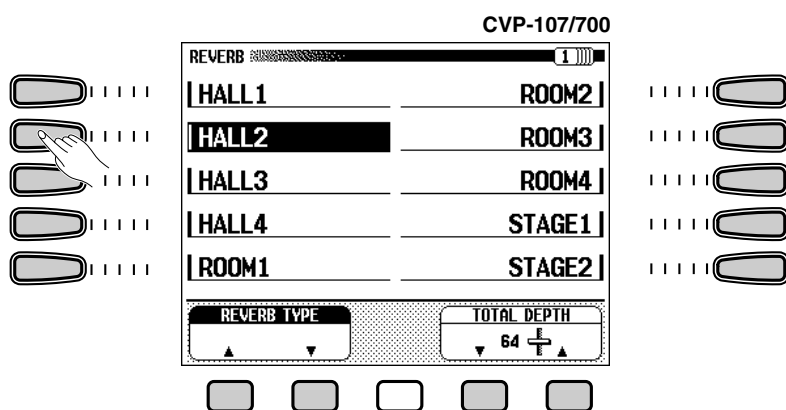 CVP-107/700
REVERB 1
HALL1 ROOM2
HALL2 ROOM3
HALL3 ROOM4
HALL4 STAGE1
ROOM1 STAGE2
REVERB TYPE TOTAL DEPTH
▲ ▼ ▼ 64 ▲